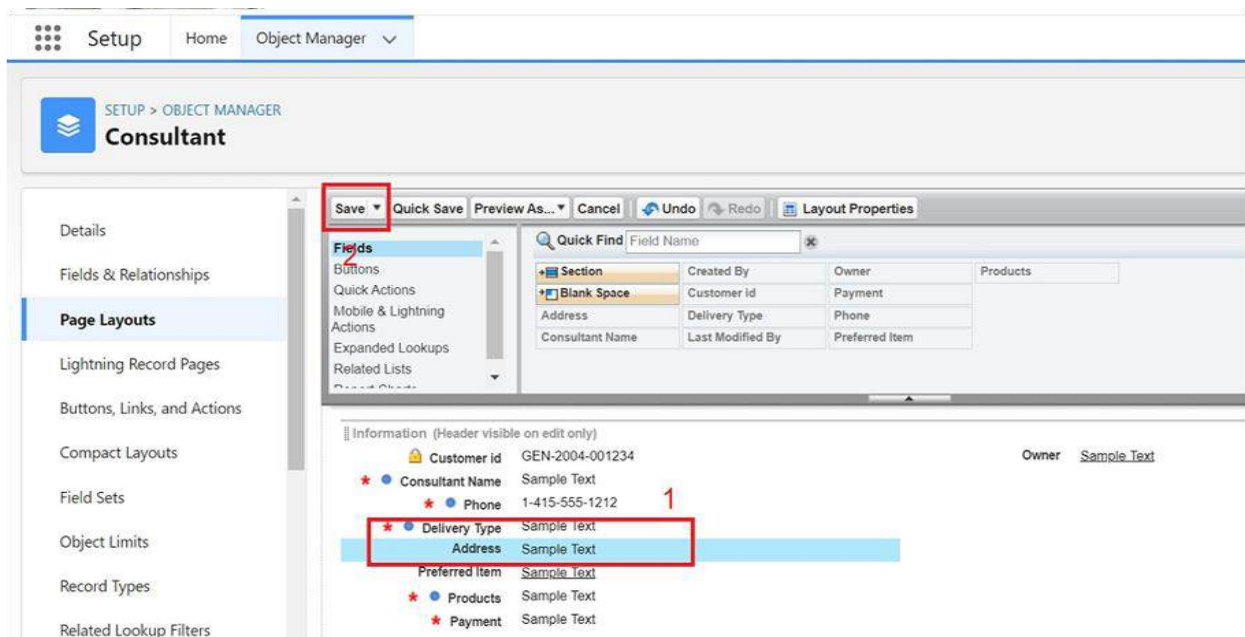 Setup Home Object Manager
SETUP > OBJECT MANAGER
Consultant
Details
Fields & Relationships
Page Layouts
Lightning Record Pages
Buttons, Links, and Actions
Compact Layouts
Field Sets
Object Limits
Record Types
Related Lookup Filters
Save Quick Save Preview As... Cancel Undo Redo Layout Properties
Fields
2
Buttons
Quick Actions
Mobile & Lightning
Actions
Expanded Lookups
Related Lists
Report Charts
Quick Find Field Name
Section Created By Owner Products
Blank Space Customer id Payment
Address Delivery Type Phone
Consultant Name Last Modified By Preferred Item
Information (Header visible on edit only)
Customer id GEN-2004-001234 Owner Sample Text
* Consultant Name Sample Text
* Phone 1-415-555-1212 1
* Delivery Type Sample Text
Address Sample Text
Preferred Item Sample Text
* Products Sample Text
* Payment Sample Text